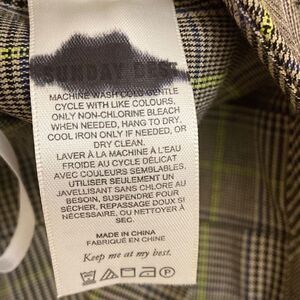 SUNDAY BEST
MACHINE WASH COLD GENTLE
CYCLE WITH LIKE COLOURS,
ONLY NON-CHLORINE BLEACH
WHEN NEEDED, HANG TO DRY.
COOL IRON ONLY IF NEEDED, OR
DRY CLEAN.
LAVER À LA MACHINE A L'EAU
FROIDE AU CYCLE DÉLICAT
AVEC COULEURS SEMBLABLES,
UTILISER SEULEMENT UN
JAVELLISANT SANS CHLORE AU
BESOIN, SUSPENDRE POUR
SÉCHER, REPASSAGE DOUX SI
NÉCESSAIRE, OU NETTOYER À
SEC.
MADE IN CHINA
FABRIQUÉ EN CHINE
Keep me at my best.